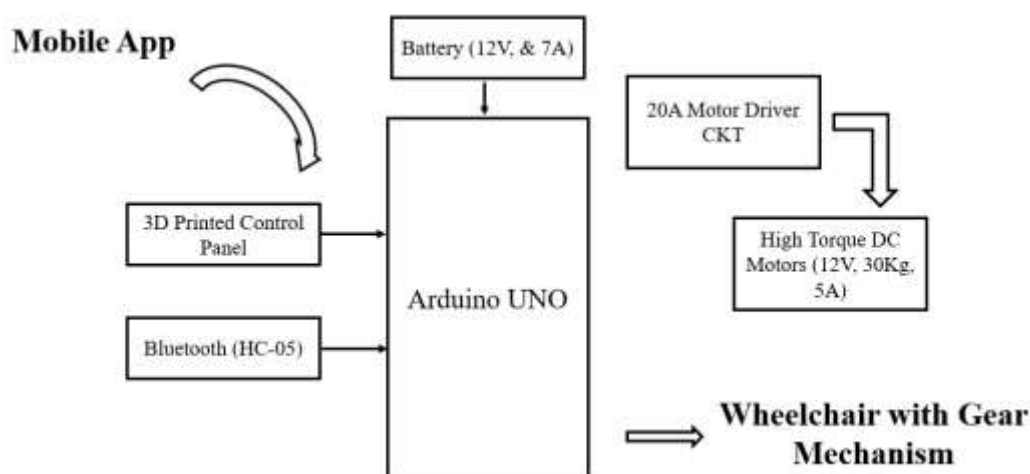 Mobile App
Battery (12V, & 7A)
20A Motor Driver
CKT
3D Printed Control
Panel
High Torque DC
Motors (12V, 30Kg,
5A)
Arduino UNO
Bluetooth (HC-05)
Wheelchair with Gear
Mechanism